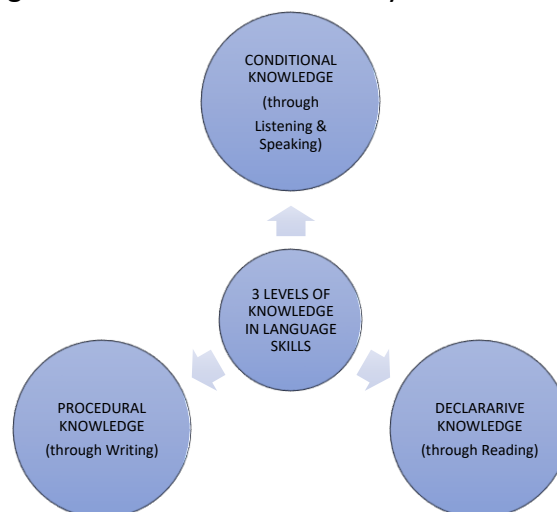 CONDITIONAL
KNOWLEDGE
(through
Listening &
Speaking)
3 LEVELS OF
KNOWLEDGE
IN LANGUAGE
SKILLS
PROCEDURAL
KNOWLEDGE
(through Writing)
DECLARARIVE
KNOWLEDGE
(through Reading)